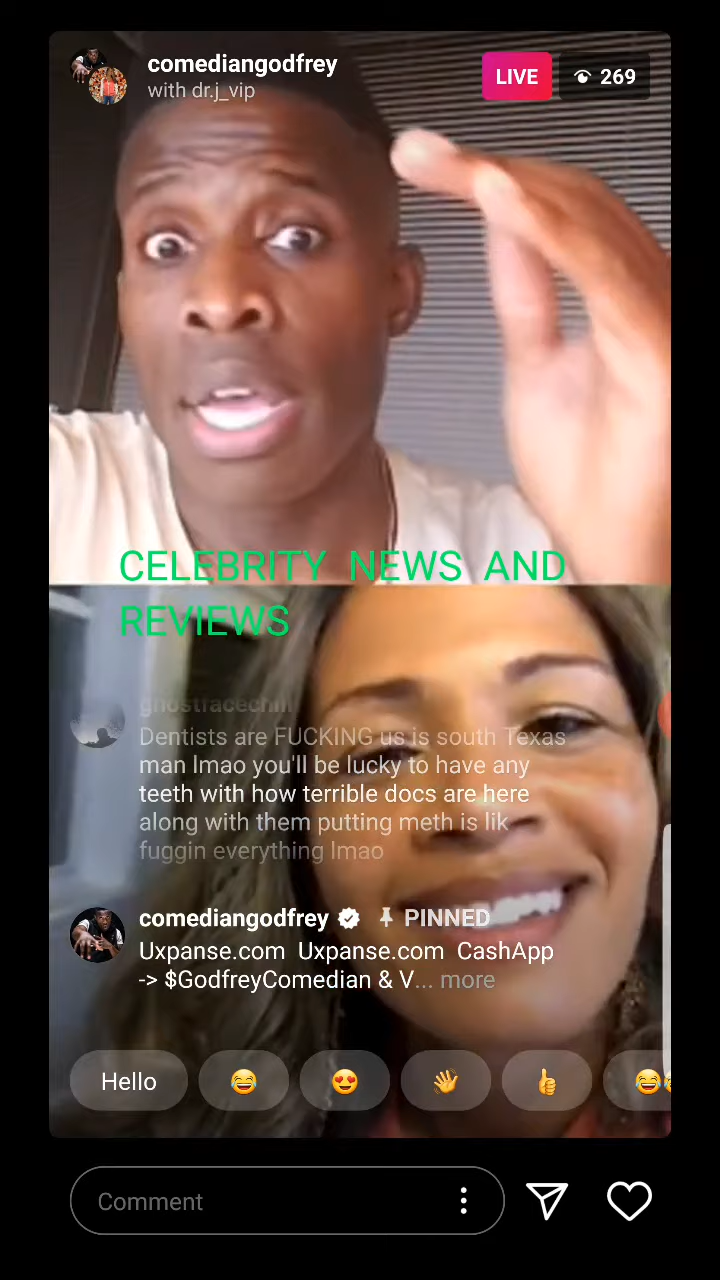 comediangodfrey
with dr.j_vip
LIVE
269
CELEBRITY NEWS AND
REVIEWS
ghostfacechill
Dentists are FUCKING us is south Texas
man lmao you'll be lucky to have any
teeth with how terrible docs are here
along with them putting meth is lik
fuggin everything lmao
comediangodfrey PINNED
Uxpanse.com Uxpanse.com CashApp
-> $GodfreyComedian & V... more
Hello
Comment